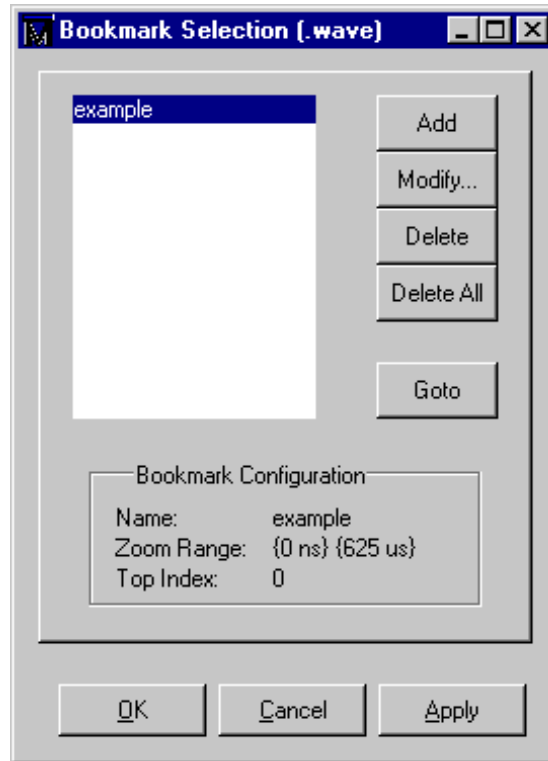 Bookmark Selection (.wave)
example
Add
Modify...
Delete
Delete All
Goto
Bookmark Configuration
Name: example
Zoom Range: {0 ns} {625 us}
Top Index: 0
OK Cancel Apply